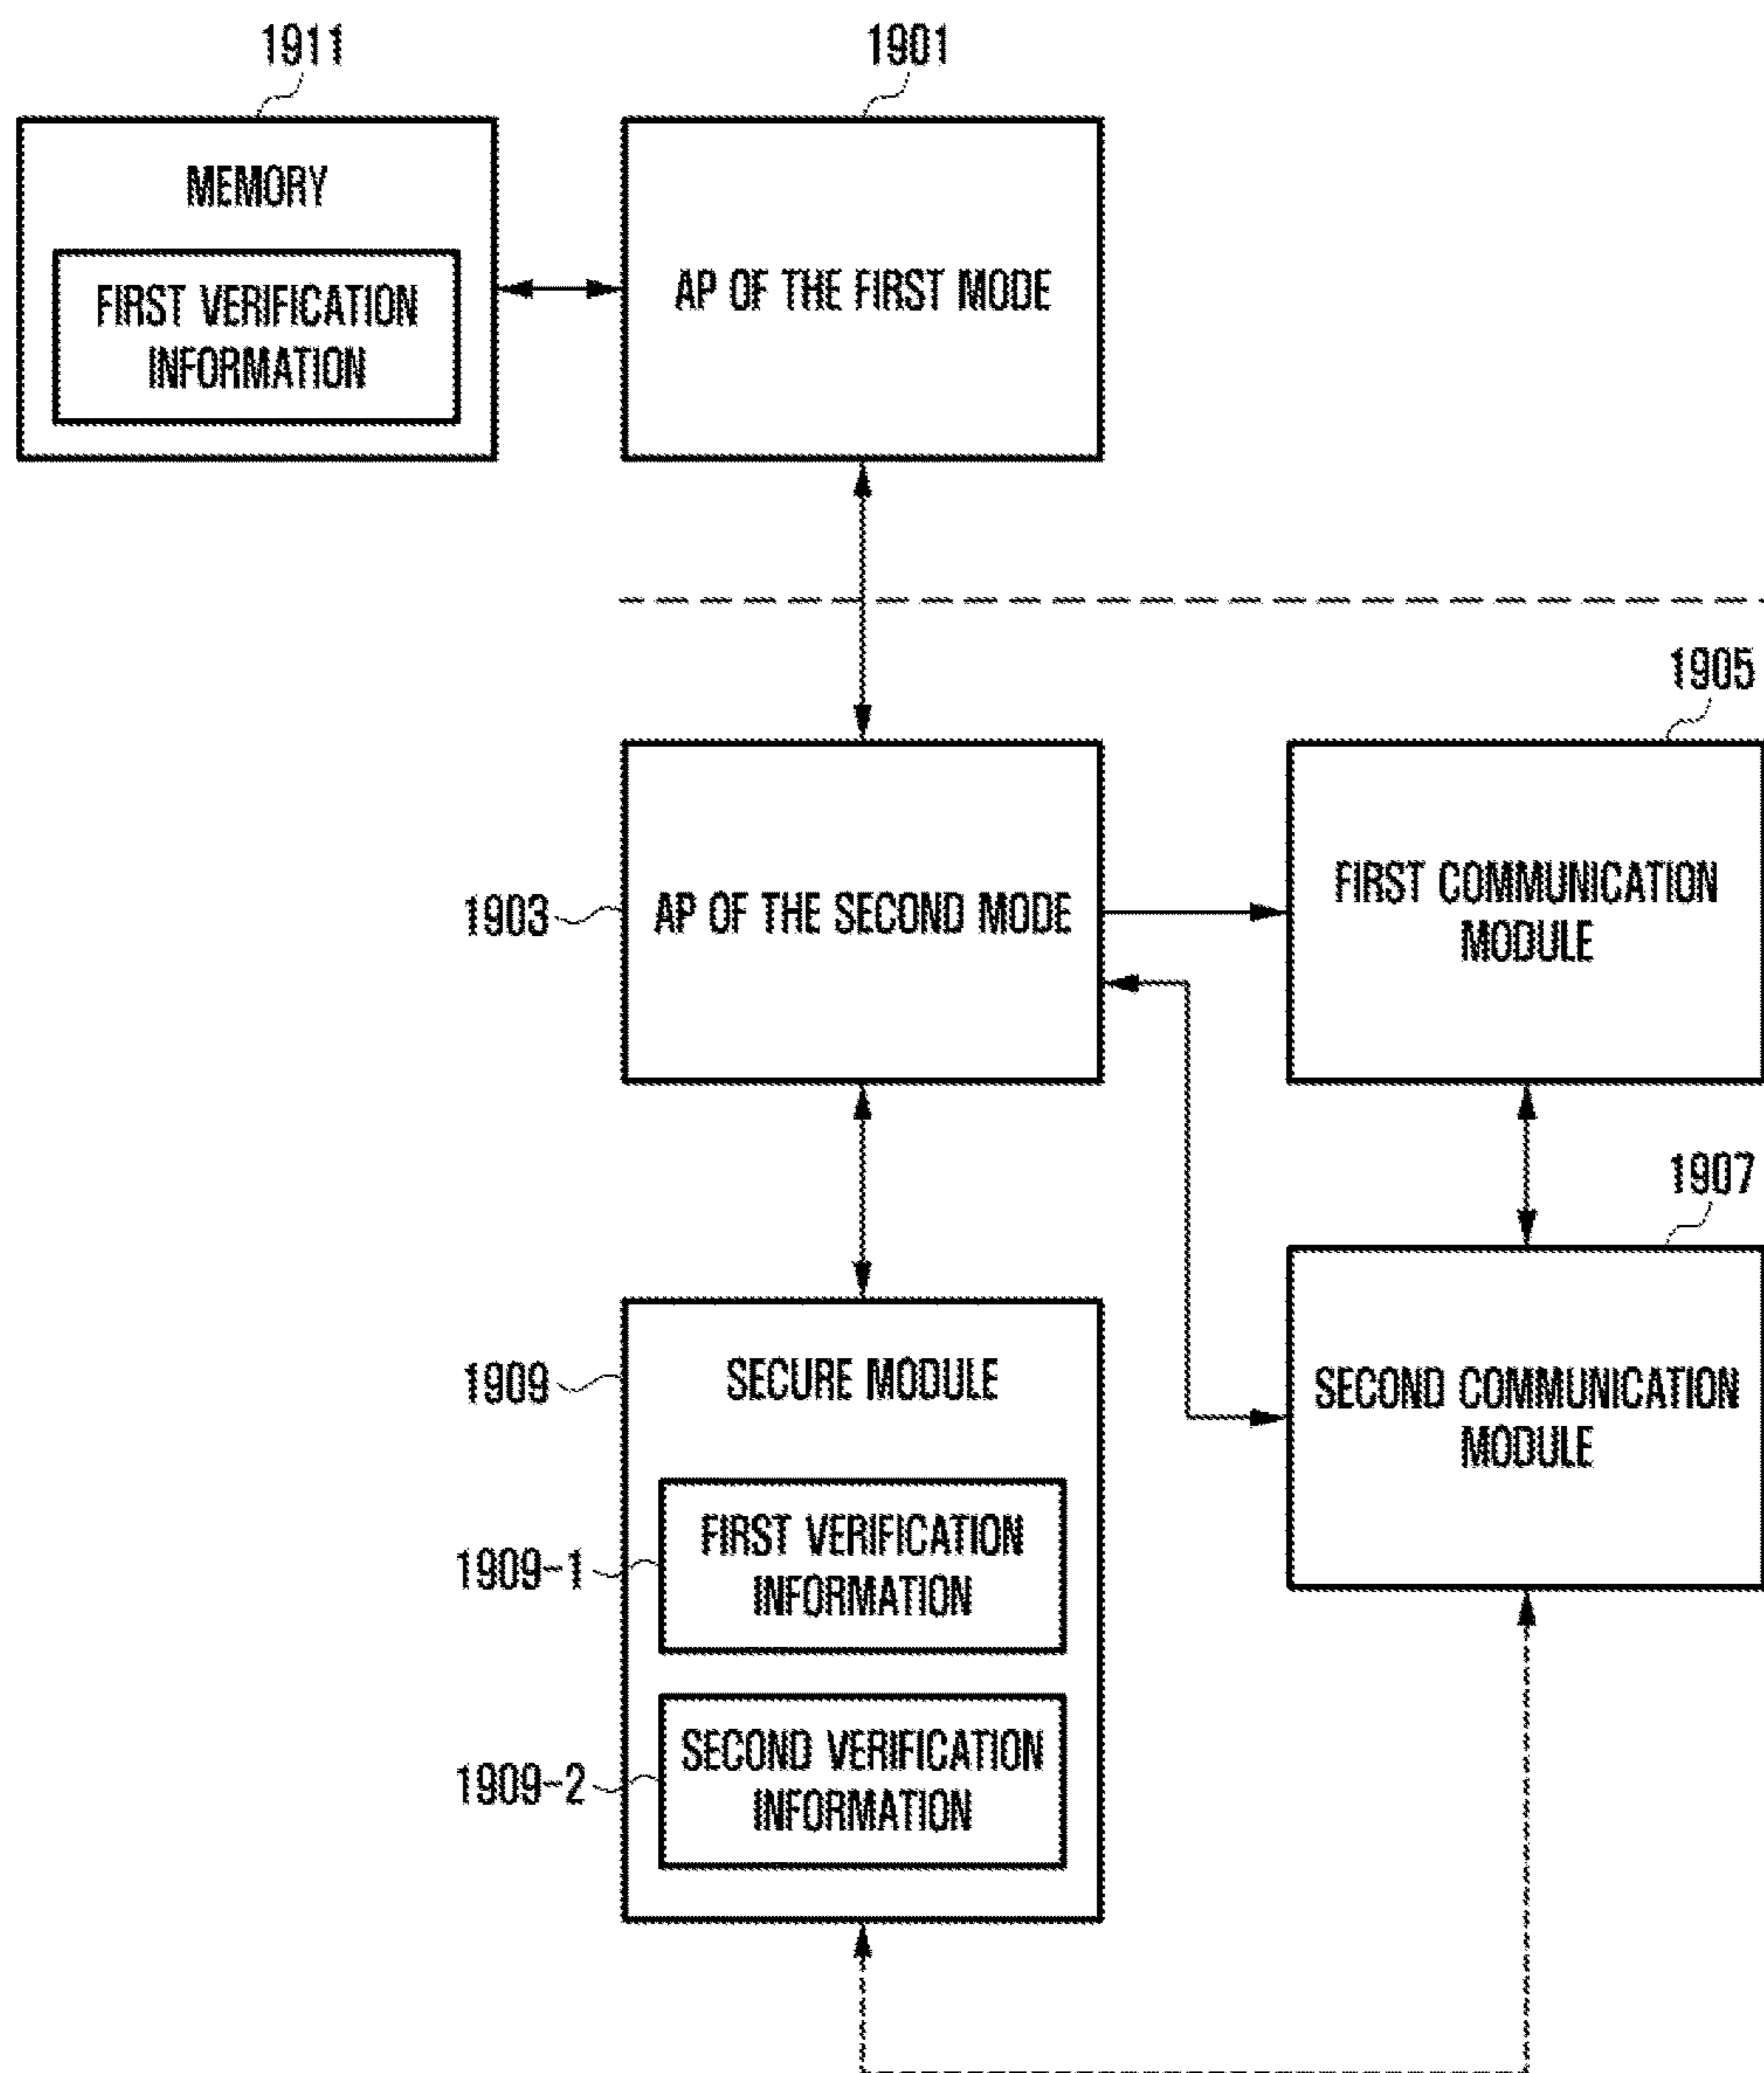 1911
1901
MEMORY
FIRST VERIFICATION
INFORMATION
AP OF THE FIRST MODE
1905
1903
AP OF THE SECOND MODE
FIRST COMMUNICATION
MODULE
1907
1909
SECURE MODULE
SECOND COMMUNICATION
MODULE
1909-1
FIRST VERIFICATION
INFORMATION
1909-2
SECOND VERIFICATION
INFORMATION